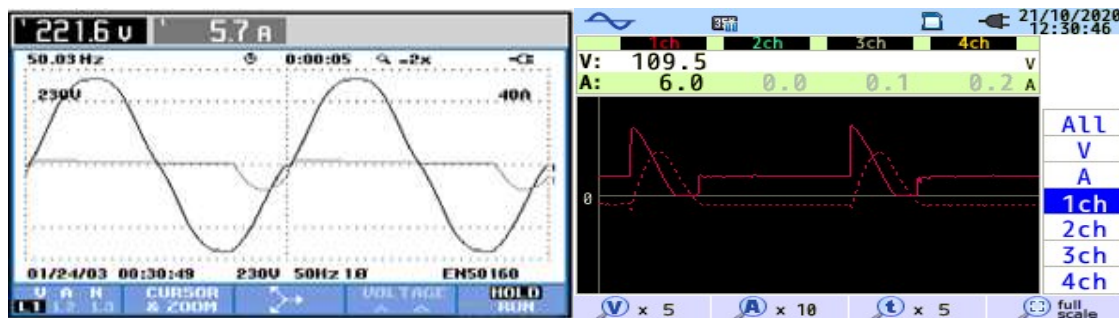 221.6 V 5.7 A
50.03 Hz 0:00:05 -2x
230V 40A
01/24/03 00:30:49 230V 50Hz 1Ø EN50160
V A N CURSOR VOLTAGE HOLD
L1 L2 L3 & ZOOM RUN
21/10/2020
12:30:46
1ch 2ch 3ch 4ch
V: 109.5 V
A: 6.0 0.0 0.1 0.2 A
0
All
V
A
1ch
2ch
3ch
4ch
V x 5 A x 10 t x 5 full scale